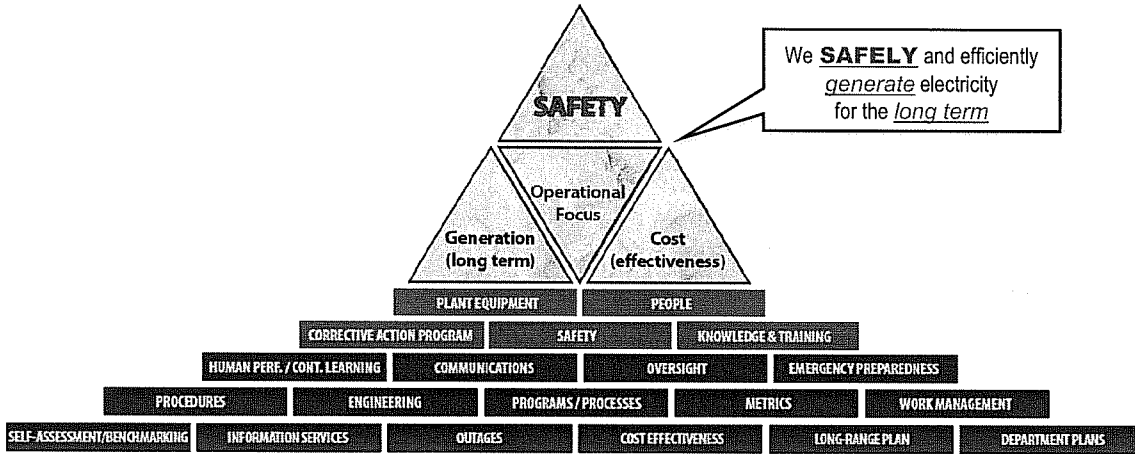 We SAFELY and efficiently
generate electricity
for the long term
SAFETY
Operational
Focus
Generation
(long term)
Cost
(effectiveness)
PLANT EQUIPMENT
PEOPLE
CORRECTIVE ACTION PROGRAM
SAFETY
KNOWLEDGE & TRAINING
HUMAN PERF. / CONT. LEARNING
COMMUNICATIONS
OVERSIGHT
EMERGENCY PREPAREDNESS
PROCEDURES
ENGINEERING
PROGRAMS / PROCESSES
METRICS
WORK MANAGEMENT
SELF-ASSESSMENT/BENCHMARKING
INFORMATION SERVICES
OUTAGES
COST EFFECTIVENESS
LONG-RANGE PLAN
DEPARTMENT PLANS